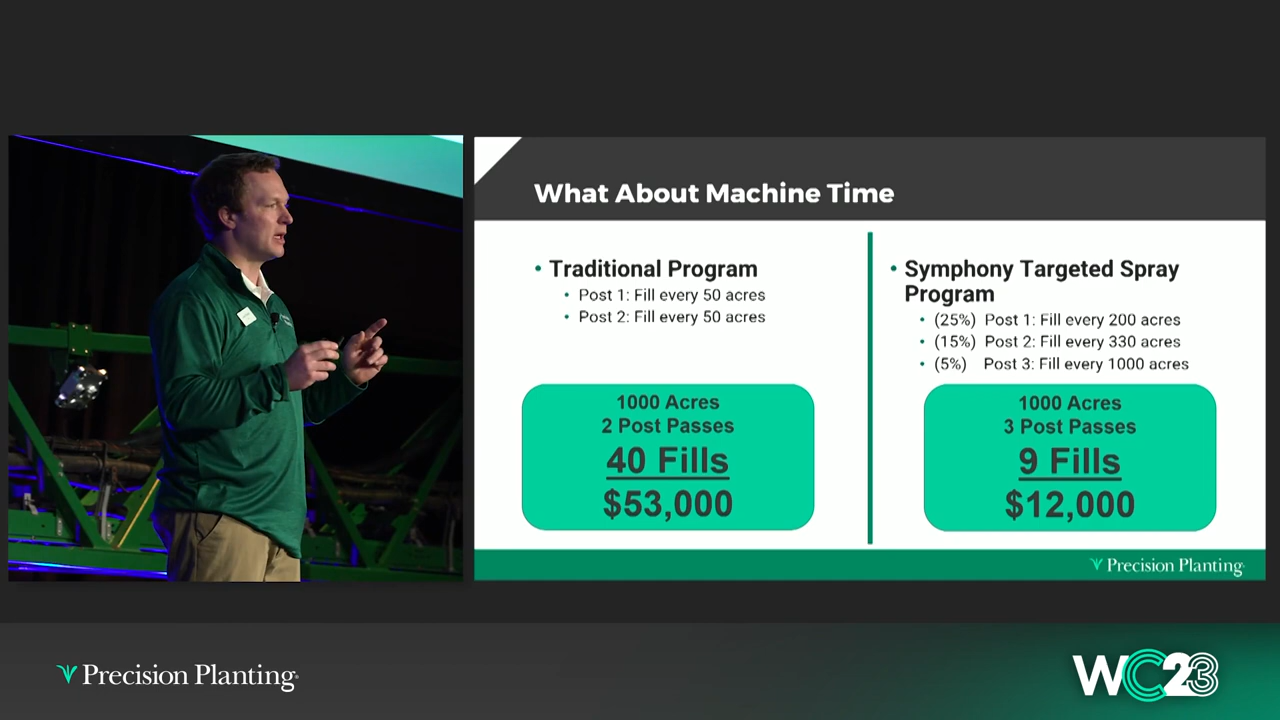 What About Machine Time
• Traditional Program
• Post 1: Fill every 50 acres
• Post 2: Fill every 50 acres
1000 Acres
2 Post Passes
40 Fills
$53,000
• Symphony Targeted Spray
Program
• (25%) Post 1: Fill every 200 acres
• (15%) Post 2: Fill every 330 acres
• (5%) Post 3: Fill every 1000 acres
1000 Acres
3 Post Passes
9 Fills
$12,000
Precision Planting
Precision Planting
WC23